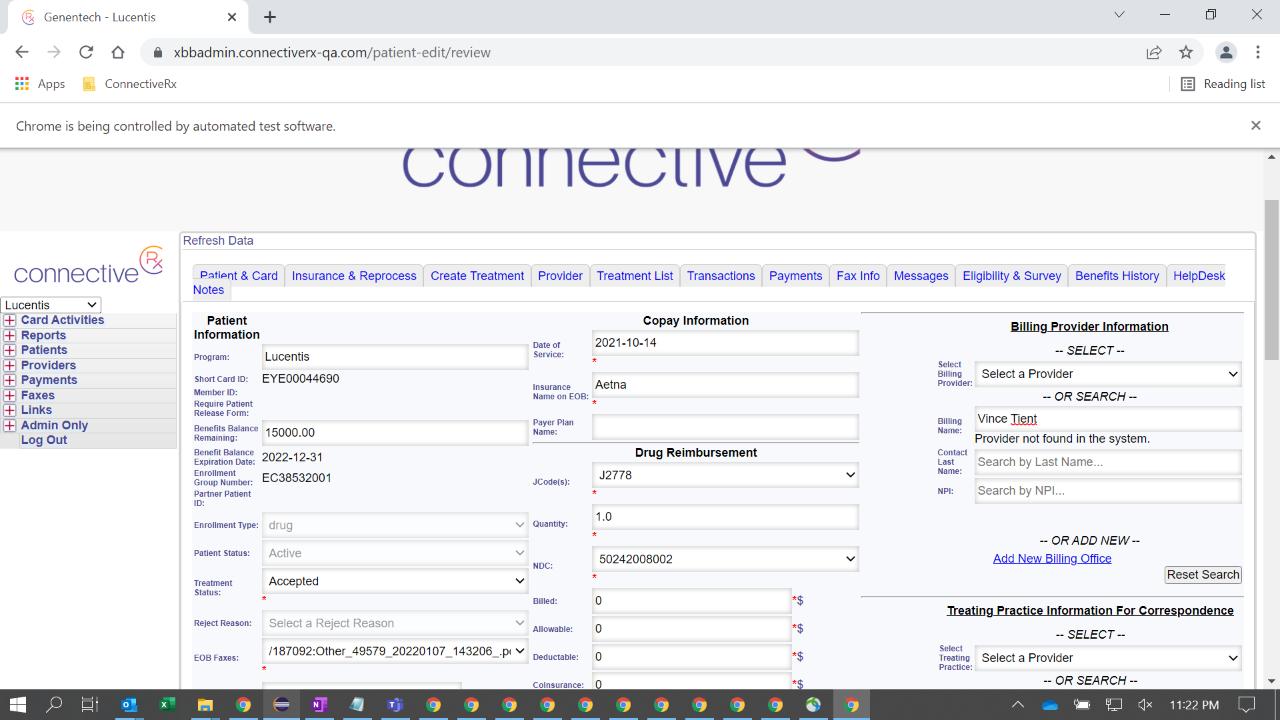 Genentech - Lucentis
xbbadmin.connectiverx-qa.com/patient-edit/review
Apps
ConnectiveRx
Reading list
Chrome is being controlled by automated test software.
connective
connective Rx
Lucentis
Card Activities
Reports
Patients
Providers
Payments
Faxes
Links
Admin Only
Log Out
Refresh Data
Patient & Card
Insurance & Reprocess
Create Treatment
Provider
Treatment List
Transactions
Payments
Fax Info
Messages
Eligibility & Survey
Benefits History
HelpDesk
Notes
Patient
Information
Program:
Lucentis
Short Card ID:
EYE00044690
Member ID:
Require Patient
Release Form:
Benefits Balance
Remaining:
15000.00
Benefit Balance
Expiration Date:
2022-12-31
Enrollment
Group Number:
EC38532001
Partner Patient
ID:
Enrollment Type:
drug
Patient Status:
Active
Treatment
Status:
Accepted
*
Reject Reason:
Select a Reject Reason
EOB Faxes:
/187092:Other_49579_20220107_143206_.p
*
Copay Information
Date of
Service:
2021-10-14
*
Insurance
Name on EOB:
Aetna
*
Payer Plan
Name:
Drug Reimbursement
JCode(s):
J2778
*
Quantity:
1.0
*
NDC:
50242008002
*
Billed:
0
*$
Allowable:
0
*$
Deductable:
0
*$
CoInsurance:
0
*$
Billing Provider Information
-- SELECT --
Select
Billing
Provider:
Select a Provider
-- OR SEARCH --
Billing
Name:
Vince Tient
Provider not found in the system.
Contact
Last
Name:
Search by Last Name...
NPI:
Search by NPI...
-- OR ADD NEW --
Add New Billing Office
Reset Search
Treating Practice Information For Correspondence
-- SELECT --
Select
Treating
Practice:
Select a Provider
-- OR SEARCH --
11:22 PM